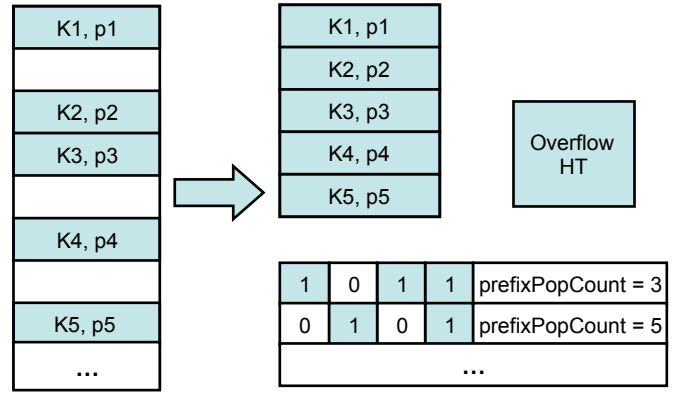 K1, p1
K2, p2
K3, p3
K4, p4
K5, p5
...
K1, p1
K2, p2
K3, p3
K4, p4
K5, p5
Overflow
HT
1 0 1 1 prefixPopCount = 3
0 1 0 1 prefixPopCount = 5
...